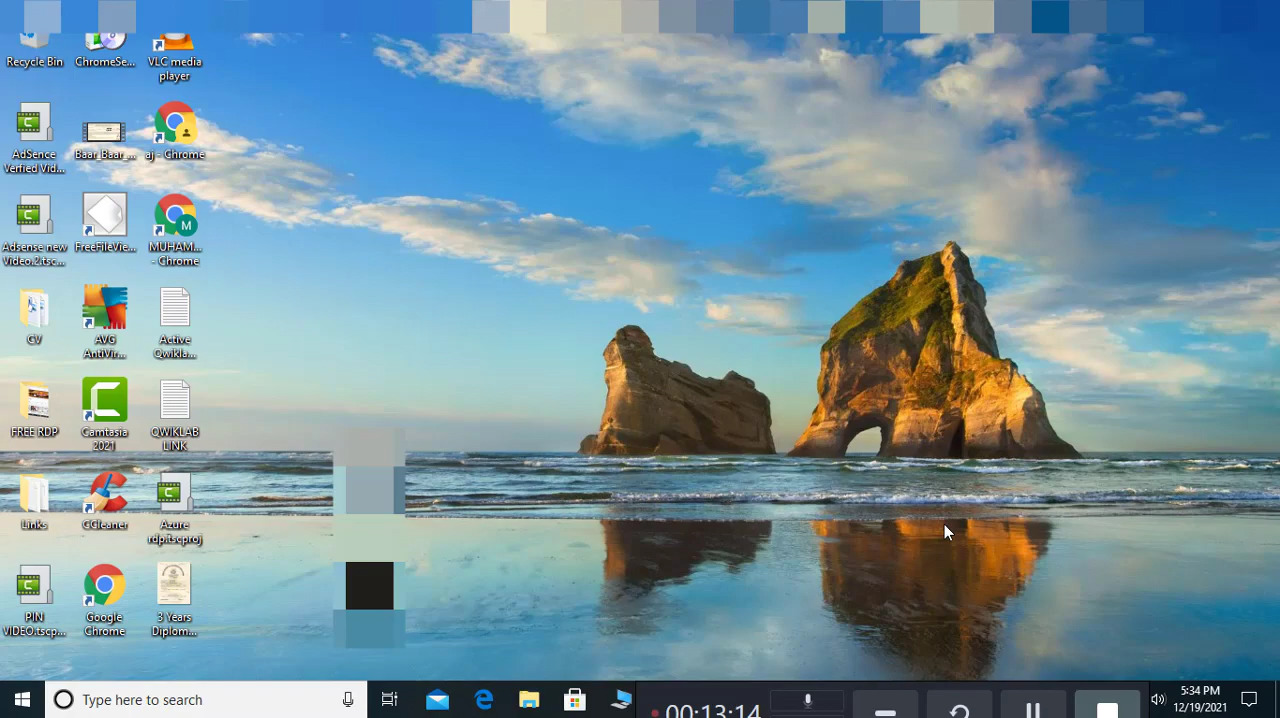 Recycle Bin
ChromeSe...
VLC media
player
AdSence
Verfied Vid...
Baar_Baar_...
aj - Chrome
Adsense new
Video.2.tsc...
FreeFileVie...
MUHAM...
- Chrome
CV
AVG
AntiVir...
Active
Qwikla...
FREE RDP
Camtasia
2021
QWIKLAB
LINK
Links
CCleaner
Azure
rdp.tscproj
PIN
VIDEO.tscp...
Google
Chrome
3 Years
Diplom...
Type here to search
00:13:14
5:34 PM
12/19/2021